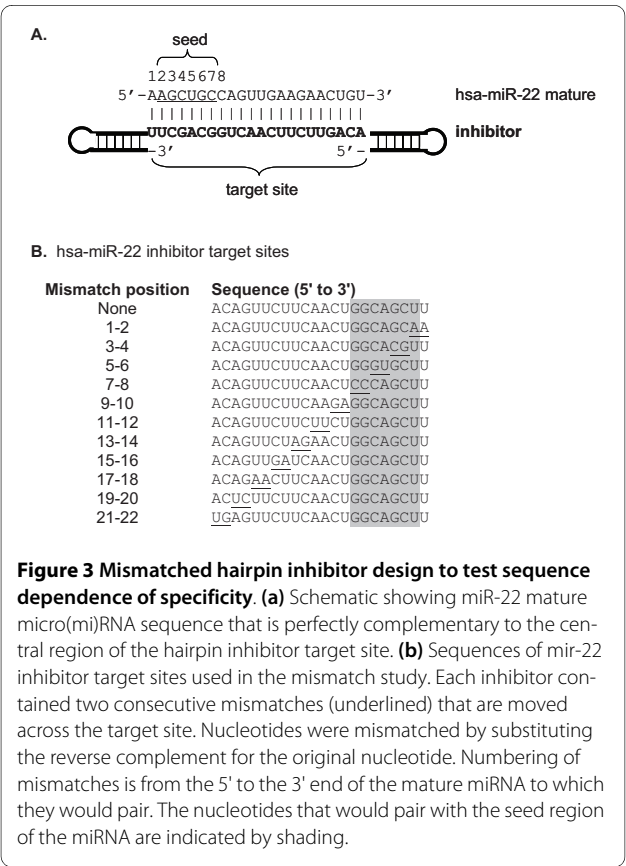 A.
seed
12345678
5′-AAGCUGCCAGUUGAAGAACUGU-3′ hsa-miR-22 mature
UUCGACGGUCAACUUCUUGACA inhibitor
-3′ 5′-
target site
B. hsa-miR-22 inhibitor target sites
Mismatch position Sequence (5' to 3')
None ACAGUUCUUCAACUGGCAGCUU
1-2 ACAGUUCUUCAACUGGCAGCAA
3-4 ACAGUUCUUCAACUGGCACGUU
5-6 ACAGUUCUUCAACUGGGUGCUU
7-8 ACAGUUCUUCAACUCCCAGCUU
9-10 ACAGUUCUUCAAGAGGCAGCUU
11-12 ACAGUUCUUCUUCUGGCAGCUU
13-14 ACAGUUCUAGAACUGGCAGCUU
15-16 ACAGUUGAUCAACUGGCAGCUU
17-18 ACAGAACUUCAACUGGCAGCUU
19-20 ACUCUUCUUCAACUGGCAGCUU
21-22 UGAGUUCUUCAACUGGCAGCUU
Figure 3 Mismatched hairpin inhibitor design to test sequence
dependence of specificity. (a) Schematic showing miR-22 mature
micro(mi)RNA sequence that is perfectly complementary to the cen-
tral region of the hairpin inhibitor target site. (b) Sequences of mir-22
inhibitor target sites used in the mismatch study. Each inhibitor con-
tained two consecutive mismatches (underlined) that are moved
across the target site. Nucleotides were mismatched by substituting
the reverse complement for the original nucleotide. Numbering of
mismatches is from the 5' to the 3' end of the mature miRNA to which
they would pair. The nucleotides that would pair with the seed region
of the miRNA are indicated by shading.